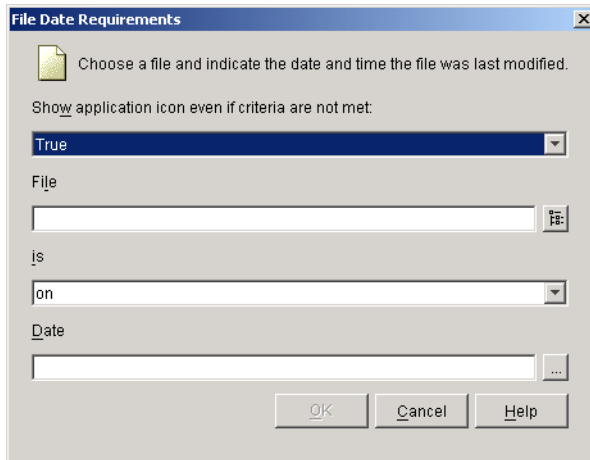 File Date Requirements
Choose a file and indicate the date and time the file was last modified.
Show application icon even if criteria are not met:
True
File
is
on
Date
...
OK
Cancel
Help